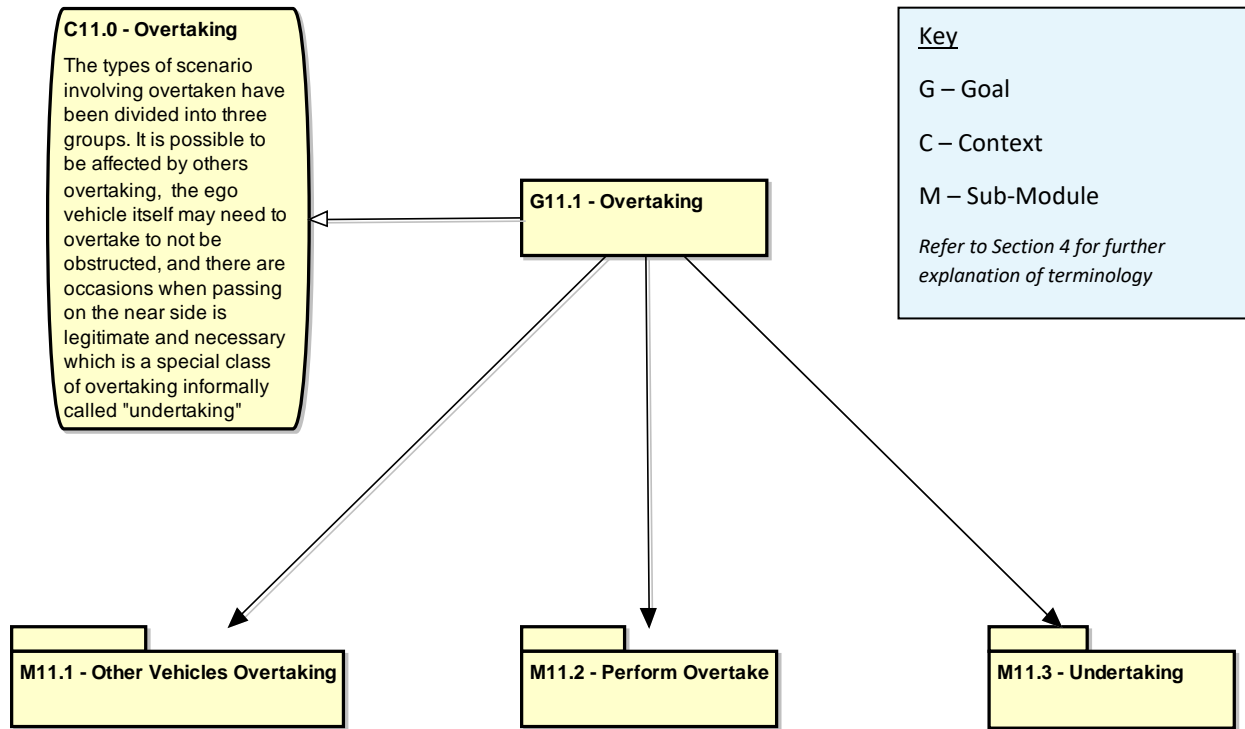 C11.0 - Overtaking
The types of scenario
involving overtaken have
been divided into three
groups. It is possible to
be affected by others
overtaking,  the ego
vehicle itself may need to
overtake to not be
obstructed, and there are
occasions when passing
on the near side is
legitimate and necessary
which is a special class
of overtaking informally
called "undertaking"
Key
G – Goal
C – Context
M – Sub-Module
Refer to Section 4 for further
explanation of terminology
G11.1 - Overtaking
M11.1 - Other Vehicles Overtaking
M11.2 - Perform Overtake
M11.3 - Undertaking